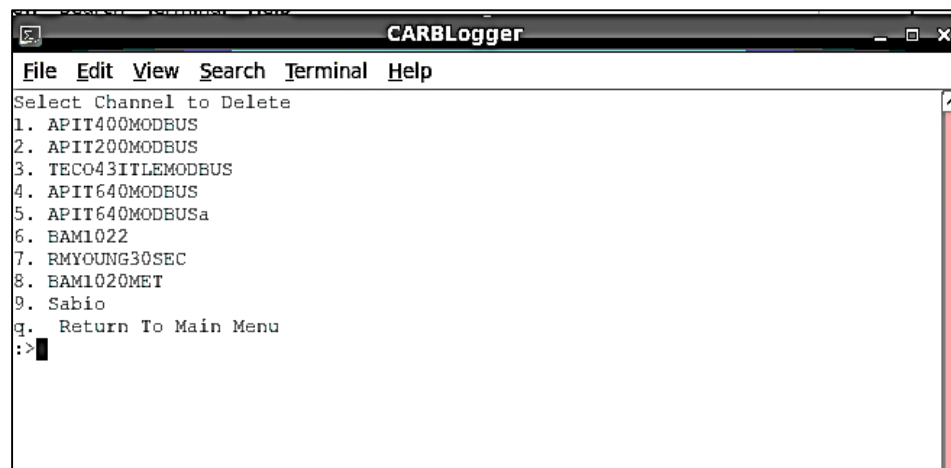 CARBLogger
File Edit View Search Terminal Help
Select Channel to Delete
1. APIT400MODBUS
2. APIT200MODBUS
3. TECO43ITLEMODBUS
4. APIT640MODBUS
5. APIT640MODBUSa
6. BAM1022
7. RMYOUNG30SEC
8. BAM1020MET
9. Sabio
q. Return To Main Menu
:>